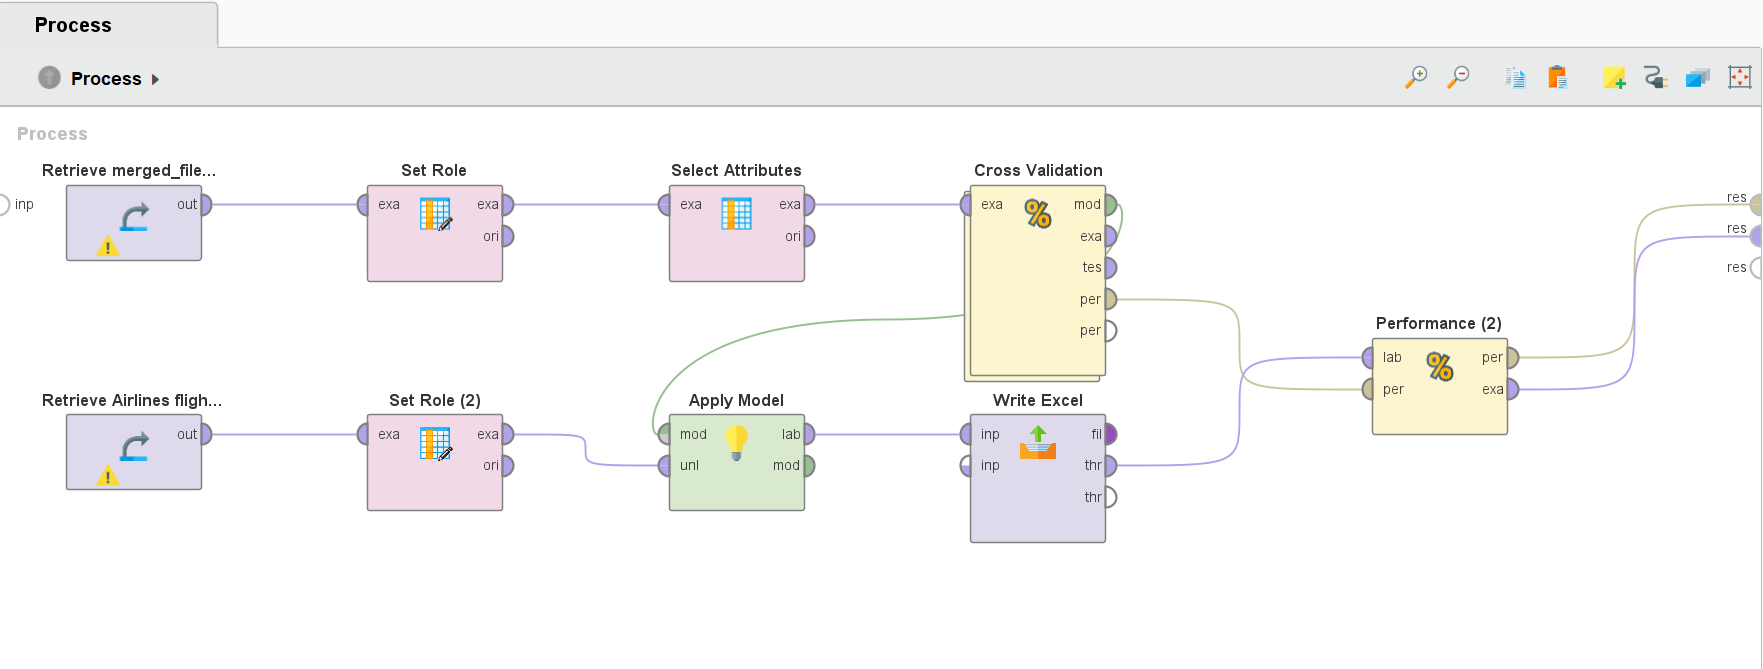 Process
Process
Process
Retrieve merged_file...
Set Role
Select Attributes
Cross Validation
inp
out
exa
exa
ori
exa
exa
ori
exa
mod
exa
tes
per
per
res
res
res
Performance (2)
lab
per
per
exa
Retrieve Airlines fligh...
Set Role (2)
Apply Model
Write Excel
out
exa
exa
ori
mod
lab
unl
mod
inp
fil
inp
thr
thr